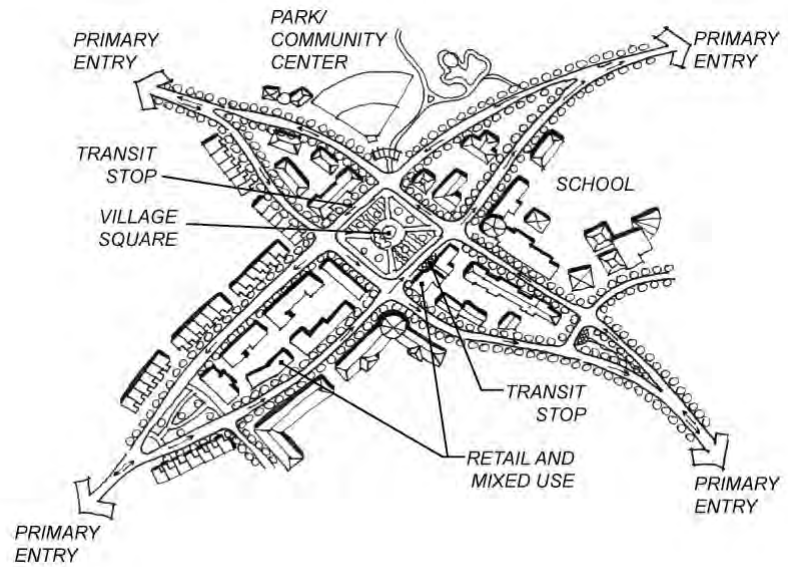 PARK/
COMMUNITY
CENTER
PRIMARY
ENTRY
PRIMARY
ENTRY
TRANSIT
STOP
SCHOOL
VILLAGE
SQUARE
TRANSIT
STOP
RETAIL AND
MIXED USE
PRIMARY
ENTRY
PRIMARY
ENTRY